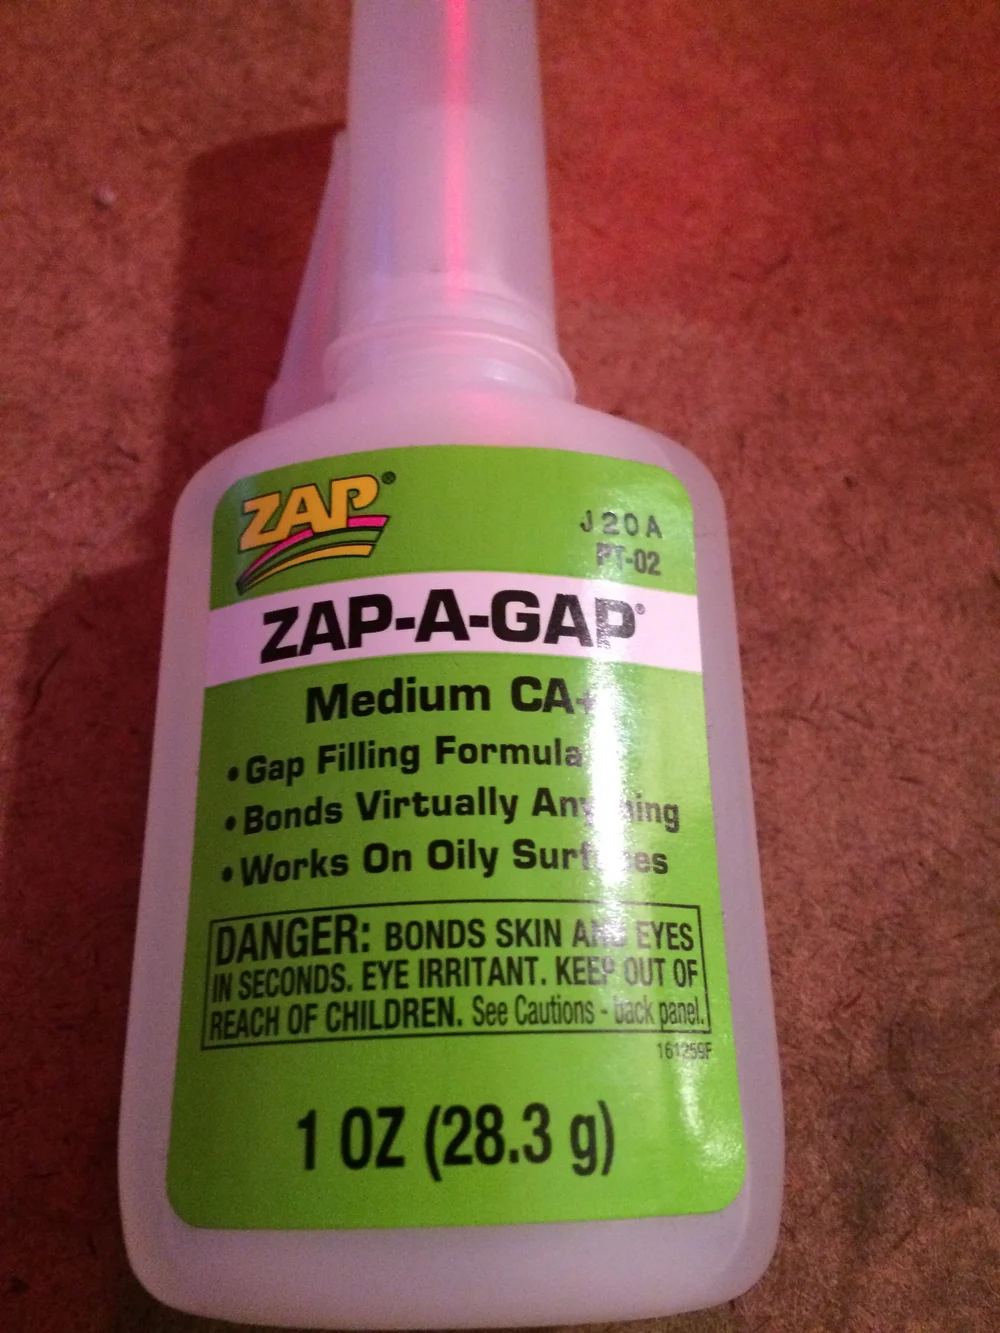 ZAP®
J20A
PT-02
ZAP-A-GAP®
Medium CA+
•Gap Filling Formula
•Bonds Virtually Anything
•Works On Oily Surfaces
DANGER: BONDS SKIN AND EYES
IN SECONDS. EYE IRRITANT. KEEP OUT OF
REACH OF CHILDREN. See Cautions - back panel.
161259F
1 OZ (28.3 g)